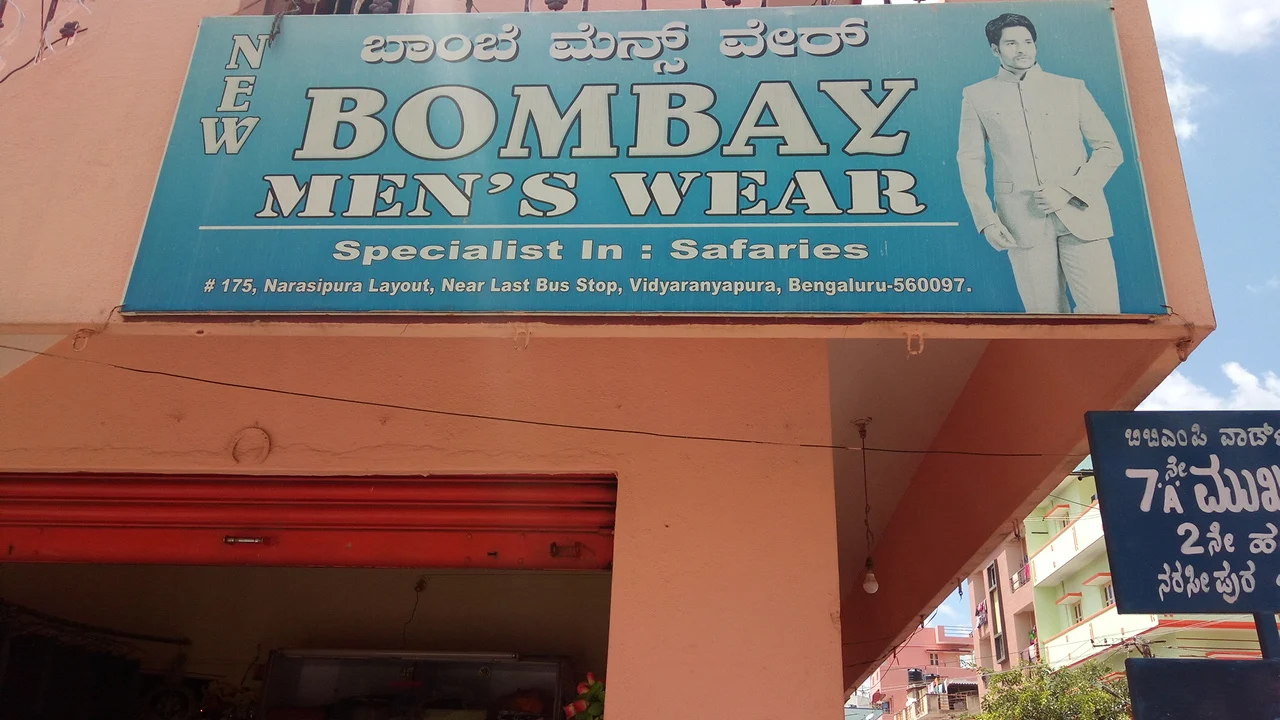 NEW
ಬಾಂಬೆ ಮೆನ್ಸ್ ವೇರ್
BOMBAY
MEN'S WEAR
Specialist In : Safaries
# 175, Narasipura Layout, Near Last Bus Stop, Vidyaranyapura, Bengaluru-560097.
ಬಿಬಿಎಂಪಿ ವಾರ್ಡ್
7ನೇ A ಮುಖ
2ನೇ ಹ
ನರಸೀಪುರ